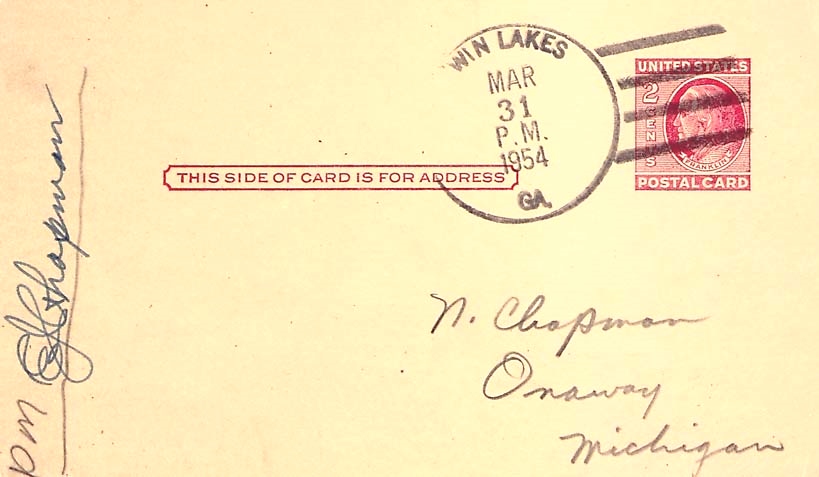 WIN LAKES
MAR
31
P.M.
1954
GA.
UNITED STATES
2
CENTS
FRANKLIN
POSTAL CARD
THIS SIDE OF CARD IS FOR ADDRESS
N. Chapman
Onaway
Michigan
Chapman
PM